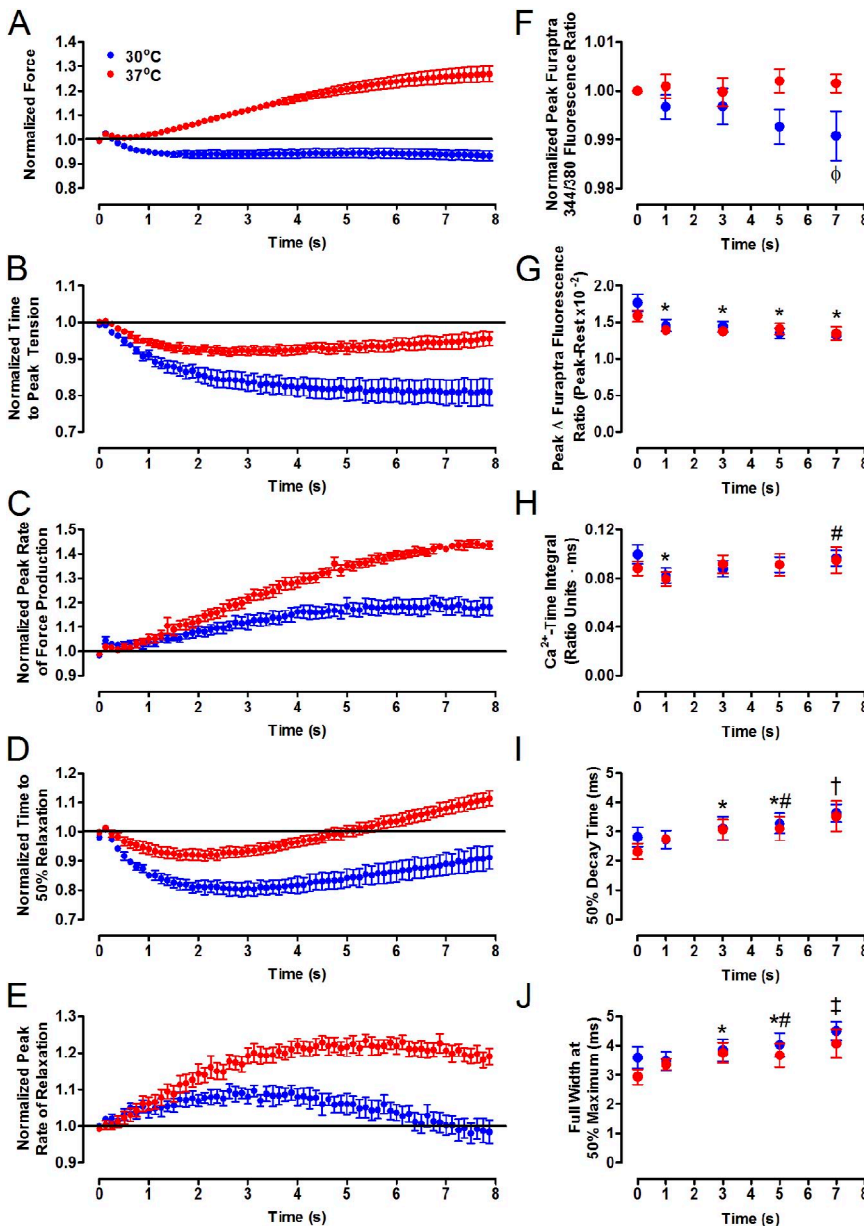 A
Normalized Force
1.4
1.3
1.2
1.1
1.0
0.9
0.8
30°C
37°C
0 1 2 3 4 5 6 7 8
Time (s)
B
Normalized Time
to Peak Tension
1.1
1.0
0.9
0.8
0.7
0 1 2 3 4 5 6 7 8
Time (s)
C
Normalized Peak Rate
of Force Production
1.5
1.4
1.3
1.2
1.1
1.0
0.9
0 1 2 3 4 5 6 7 8
Time (s)
D
Normalized Time to
50% Relaxation
1.2
1.1
1.0
0.9
0.8
0.7
0 1 2 3 4 5 6 7 8
Time (s)
E
Normalized Peak
Rate of Relaxation
1.3
1.2
1.1
1.0
0.9
0 1 2 3 4 5 6 7 8
Time (s)
F
Normalized Peak Furaptra
344/380 Fluorescence Ratio
1.01
1.00
0.99
0.98
ϕ
0 1 2 3 4 5 6 7 8
Time (s)
G
Peak Δ Furaptra Fluorescence
Ratio (Peak-Rest x10⁻²)
2.0
1.5
1.0
0.5
0.0
* * * *
0 1 2 3 4 5 6 7 8
Time (s)
H
Ca²⁺-Time Integral
(Ratio Units · ms)
0.12
0.08
0.04
0.00
* #
0 1 2 3 4 5 6 7 8
Time (s)
I
50% Decay Time (ms)
5
4
3
2
1
0
* *# †
0 1 2 3 4 5 6 7 8
Time (s)
J
Full Width at
50% Maximum (ms)
5
4
3
2
1
0
* *# ‡
0 1 2 3 4 5 6 7 8
Time (s)